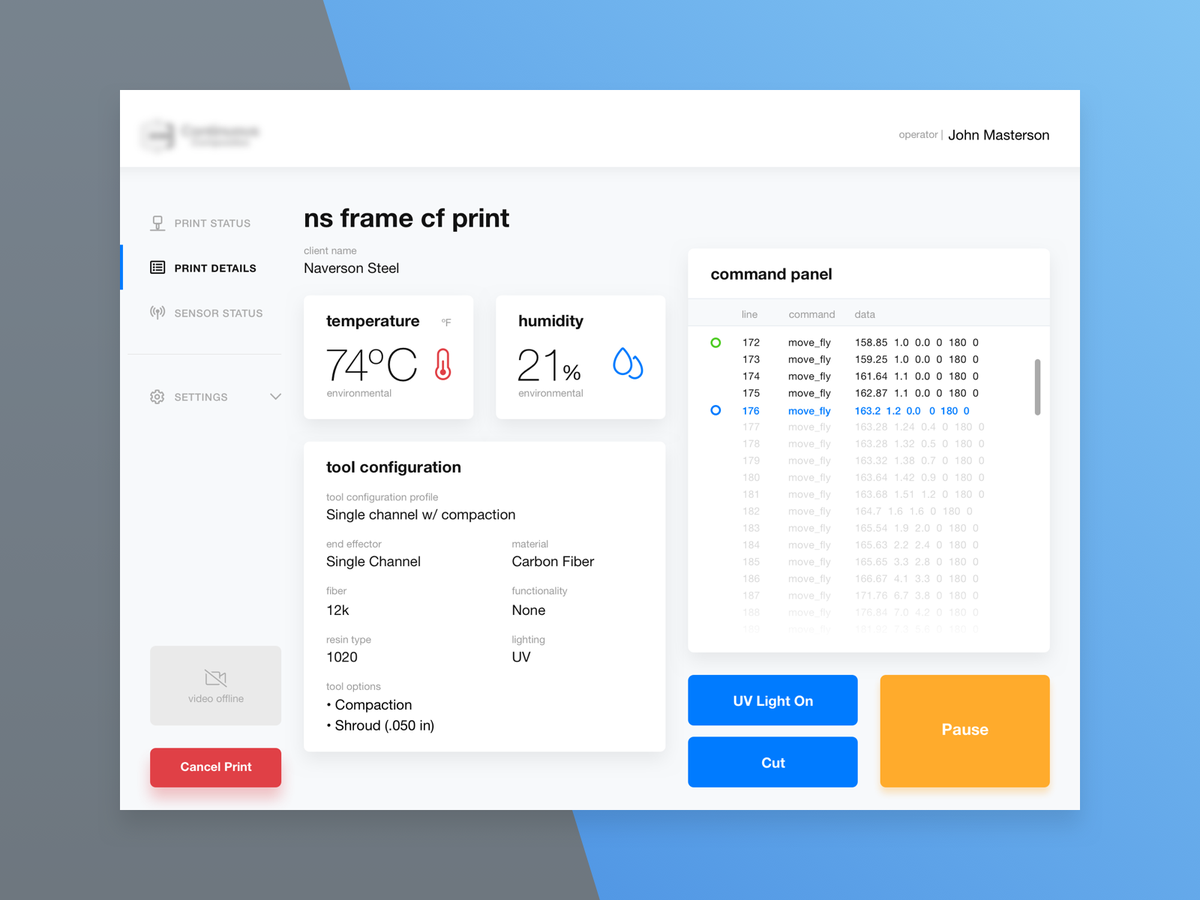 operator | John Masterson
PRINT STATUS
PRINT DETAILS
SENSOR STATUS
SETTINGS
video offline
Cancel Print
ns frame cf print
client name
Naverson Steel
temperature ºF
74ºC
environmental
humidity
21%
environmental
tool configuration
tool configuration profile
Single channel w/ compaction
end effector
Single Channel
material
Carbon Fiber
fiber
12k
functionality
None
resin type
1020
lighting
UV
tool options
• Compaction
• Shroud (.050 in)
command panel
line command data
172 move_fly 158.85 1.0 0.0 0 180 0
173 move_fly 159.25 1.0 0.0 0 180 0
174 move_fly 161.64 1.1 0.0 0 180 0
175 move_fly 162.87 1.1 0.0 0 180 0
176 move_fly 163.2 1.2 0.0 0 180 0
177 move_fly 163.28 1.24 0.4 0 180 0
178 move_fly 163.28 1.32 0.5 0 180 0
179 move_fly 163.32 1.38 0.7 0 180 0
180 move_fly 163.64 1.42 0.9 0 180 0
181 move_fly 163.68 1.51 1.2 0 180 0
182 move_fly 164.7 1.6 1.6 0 180 0
183 move_fly 165.54 1.9 2.0 0 180 0
184 move_fly 165.63 2.2 2.4 0 180 0
185 move_fly 165.65 3.3 2.8 0 180 0
186 move_fly 166.67 4.1 3.3 0 180 0
187 move_fly 171.76 6.7 3.8 0 180 0
188 move_fly 176.84 7.0 4.2 0 180 0
UV Light On
Cut
Pause